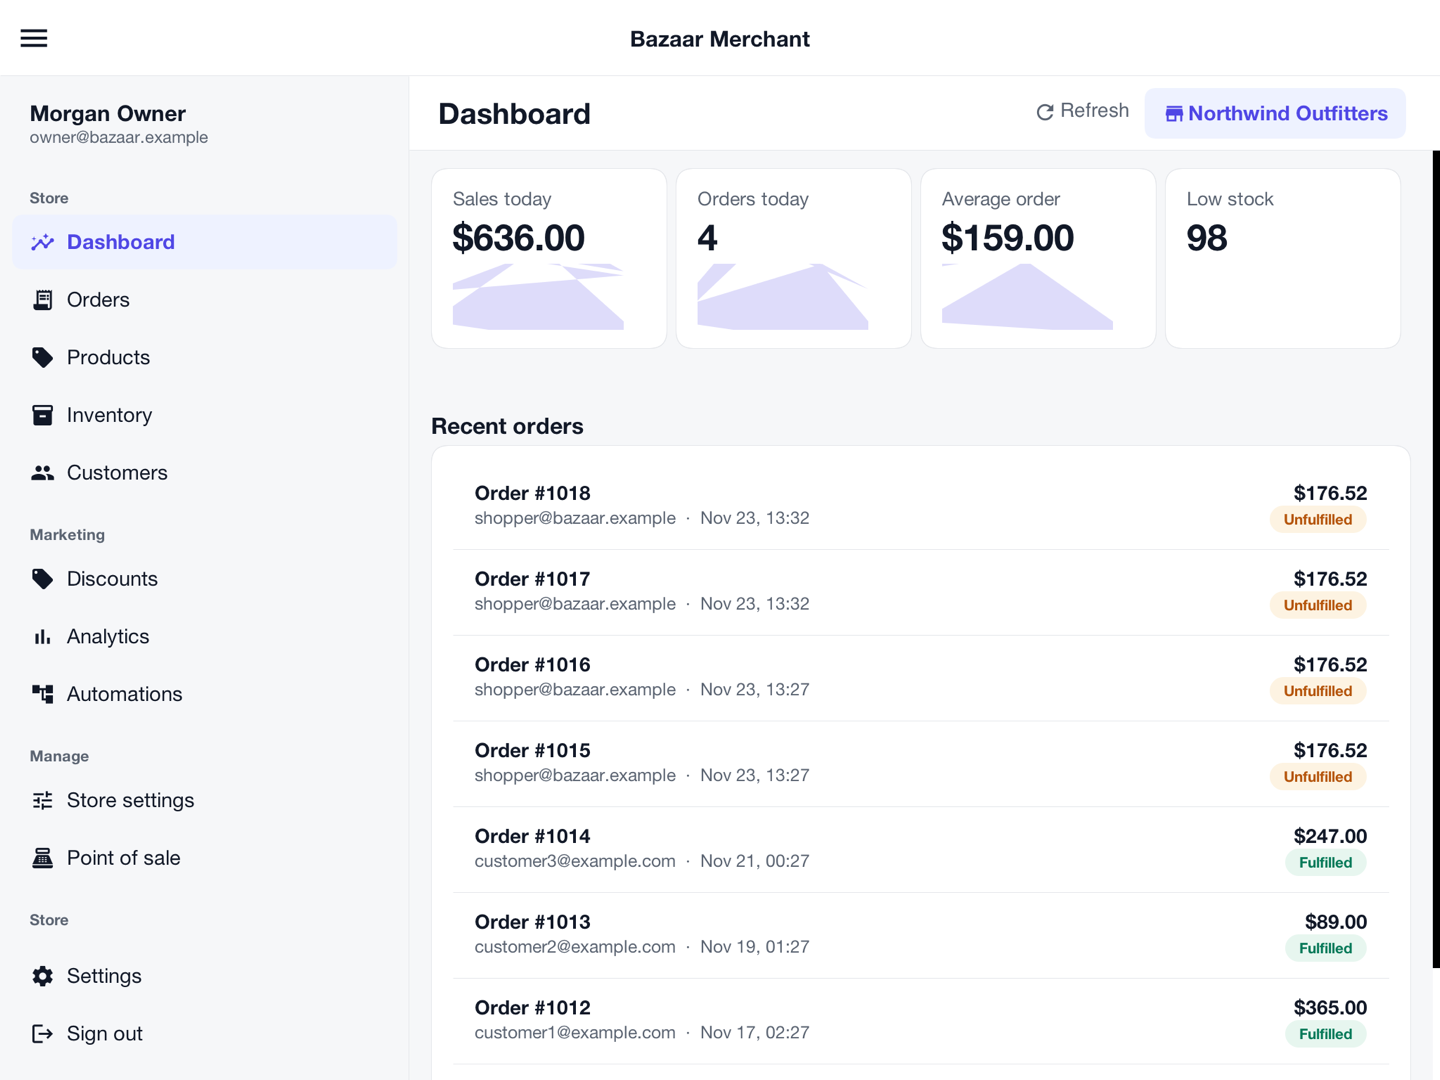 Bazaar Merchant
Morgan Owner
owner@bazaar.example
Store
Dashboard
Orders
Products
Inventory
Customers
Marketing
Discounts
Analytics
Automations
Manage
Store settings
Point of sale
Store
Settings
Sign out
Dashboard
Refresh
Northwind Outfitters
Sales today
$636.00
Orders today
4
Average order
$159.00
Low stock
98
Recent orders
Order #1018
$176.52
shopper@bazaar.example · Nov 23, 13:32
Unfulfilled
Order #1017
$176.52
shopper@bazaar.example · Nov 23, 13:32
Unfulfilled
Order #1016
$176.52
shopper@bazaar.example · Nov 23, 13:27
Unfulfilled
Order #1015
$176.52
shopper@bazaar.example · Nov 23, 13:27
Unfulfilled
Order #1014
$247.00
customer3@example.com · Nov 21, 00:27
Fulfilled
Order #1013
$89.00
customer2@example.com · Nov 19, 01:27
Fulfilled
Order #1012
$365.00
customer1@example.com · Nov 17, 02:27
Fulfilled